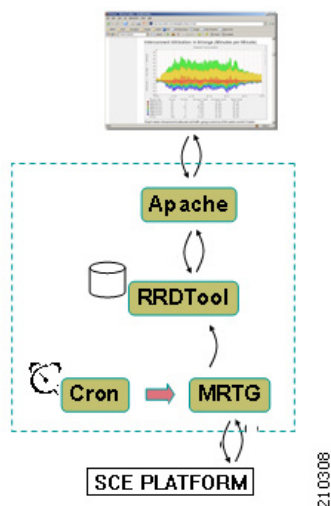 Apache
RRDTool
Cron
MRTG
SCE PLATFORM
210308